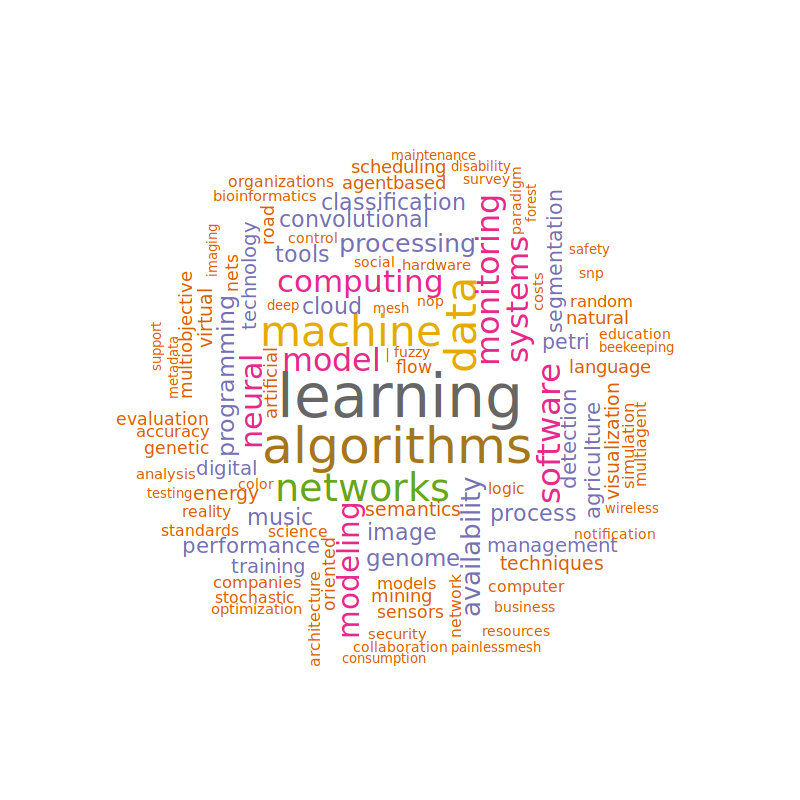 maintenance
scheduling
disability
organizations
agentbased
survey
bioinformatics
classification
paradigm
forest
convolutional
road
control
processing
monitoring
segmentation
imaging
technology
tools
systems
safety
nets
social
hardware
snp
computing
virtual
multiobjective
costs
deep
cloud
mesh
nop
data
random
natural
machine
support
metadata
programming
education
petri
beekeeping
model
|
fuzzy
flow
language
neural
artificial
learning
software
detection
agriculture
visualization
simulation
multiagent
evaluation
accuracy
genetic
algorithms
analysis
digital
color
networks
logic
testing
energy
availability
wireless
reality
music
modeling
semantics
process
standards
science
image
notification
performance
management
oriented
training
genome
techniques
companies
architecture
models
network
computer
stochastic
mining
optimization
sensors
business
security
resources
collaboration
painlessmesh
consumption